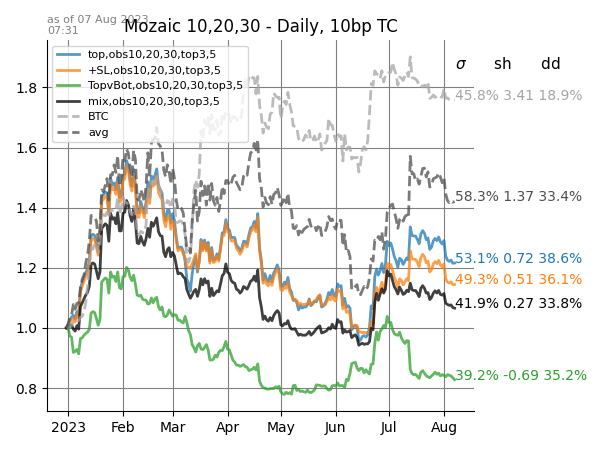 as of 07 Aug 2023
07:31
Mozaic 10,20,30 - Daily, 10bp TC
σ sh dd
top,obs10,20,30,top3,5
+SL,obs10,20,30,top3,5
TopvBot,obs10,20,30,top3,5
mix,obs10,20,30,top3,5
BTC
avg
45.8% 3.41 18.9%
58.3% 1.37 33.4%
53.1% 0.72 38.6%
49.3% 0.51 36.1%
41.9% 0.27 33.8%
39.2% -0.69 35.2%
1.8
1.6
1.4
1.2
1.0
0.8
2023 Feb Mar Apr May Jun Jul Aug